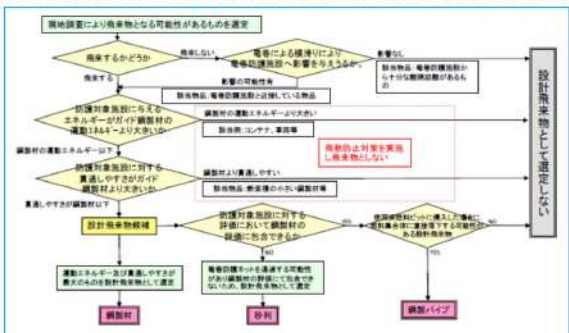 現地調査により飛来物となる可能性があるものを選定
飛来するかどうか
飛来しない
竜巻による横滑りにより
竜巻防護施設へ影響を与えうるか。
影響なし
該当物品:竜巻防護施設か
ら十分な離隔距離があるも
の
飛来する
影響の可能性有
該当物品:竜巻防護施設と近接している物品
防護対象施設に与える
エネルギーがガイド鋼製材の
運動エネルギーより大きいか
鋼製材の運動エネルギーより大きい
該当例:コンテナ、車両等
飛散防止対策を実施
し飛来物としない
鋼製材の運動エネルギー以下
防護対象施設に対する
貫通しやすさがガイド
鋼製材より大きいか
鋼製材より貫通しやすい
該当物品:断面積の小さい鋼製材等
貫通しやすさが鋼製材以下
設計飛来物として選定しない
設計飛来物候補
防護対象施設に対する
評価において鋼製材の
評価に包含できるか
YES
使用済燃料ピットに侵入した場合に
燃料集合体に直接落下する可能性が
ある設計飛来物
NO
NO
YES
運動エネルギー及び貫通しやすさが
最大のものを設計飛来物として選定
竜巻防護ネットを通過する可能性
があり鋼製材の評価にて包含で
きないため、設計飛来物として選定
鋼製材
砂利
鋼製パイプ